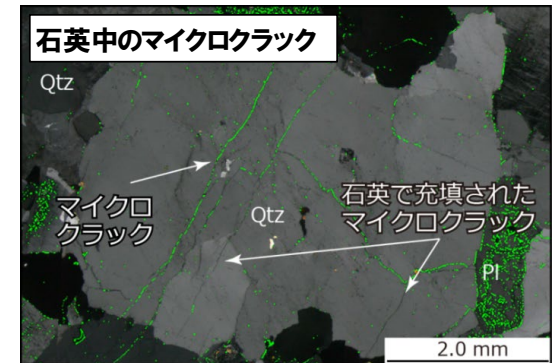 石英中のマイクロクラック
Qtz
マイクロ
クラック
Qtz
石英で充填された
マイクロクラック
Pl
2.0 mm